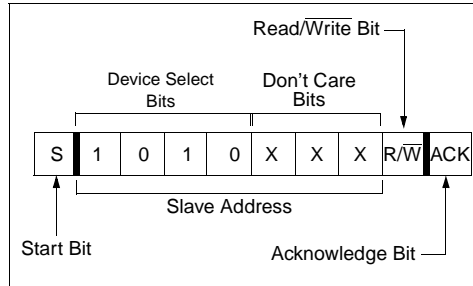 Read/Write Bit
Device Select
Bits
Don't Care
Bits
S 1 0 1 0 X X X R/W ACK
Slave Address
Start Bit
Acknowledge Bit